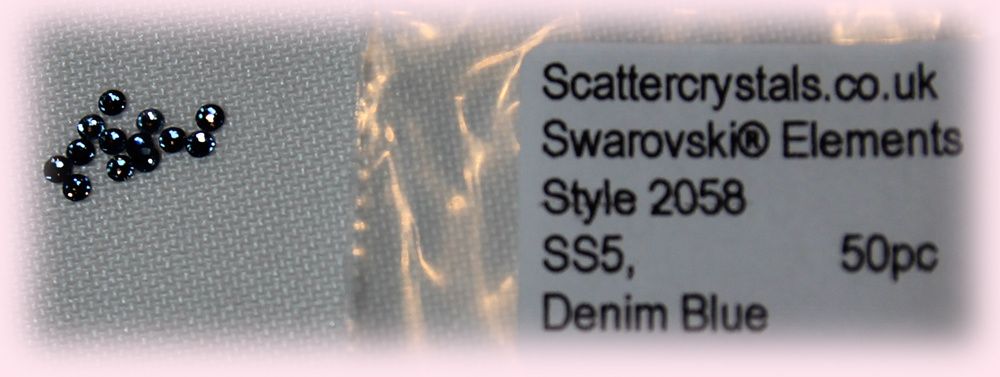 Scattercrystals.co.uk
Swarovski® Elements
Style 2058
SS5, 50pc
Denim Blue